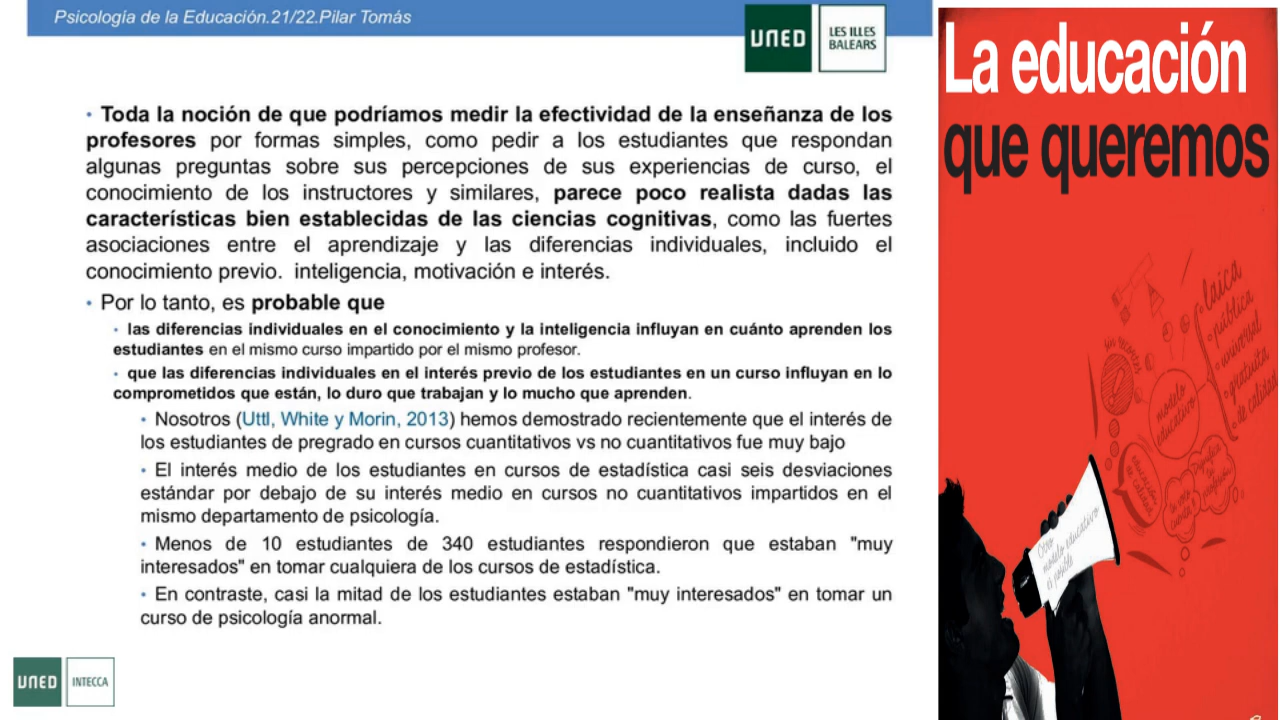 Psicología de la Educación.21/22.Pilar Tomás
UNED
LES ILLES
BALEARS
• Toda la noción de que podríamos medir la efectividad de la enseñanza de los
profesores por formas simples, como pedir a los estudiantes que respondan
algunas preguntas sobre sus percepciones de sus experiencias de curso, el
conocimiento de los instructores y similares, parece poco realista dadas las
características bien establecidas de las ciencias cognitivas, como las fuertes
asociaciones entre el aprendizaje y las diferencias individuales, incluido el
conocimiento previo. inteligencia, motivación e interés.
• Por lo tanto, es probable que
• las diferencias individuales en el conocimiento y la inteligencia influyan en cuánto aprenden los
estudiantes en el mismo curso impartido por el mismo profesor.
• que las diferencias individuales en el interés previo de los estudiantes en un curso influyan en lo
comprometidos que están, lo duro que trabajan y lo mucho que aprenden.
• Nosotros (Uttl, White y Morin, 2013) hemos demostrado recientemente que el interés de
los estudiantes de pregrado en cursos cuantitativos vs no cuantitativos fue muy bajo
• El interés medio de los estudiantes en cursos de estadística casi seis desviaciones
estándar por debajo de su interés medio en cursos no cuantitativos impartidos en el
mismo departamento de psicología.
• Menos de 10 estudiantes de 340 estudiantes respondieron que estaban "muy
interesados" en tomar cualquiera de los cursos de estadística.
• En contraste, casi la mitad de los estudiantes estaban "muy interesados" en tomar un
curso de psicología anormal.
UNED
INTECCA
La educación
que queremos
laica
pública
universal
gratuita
de calidad
sin recortes
modelo
educativo
educación
de calidad
Otro
modelo educativo
es posible